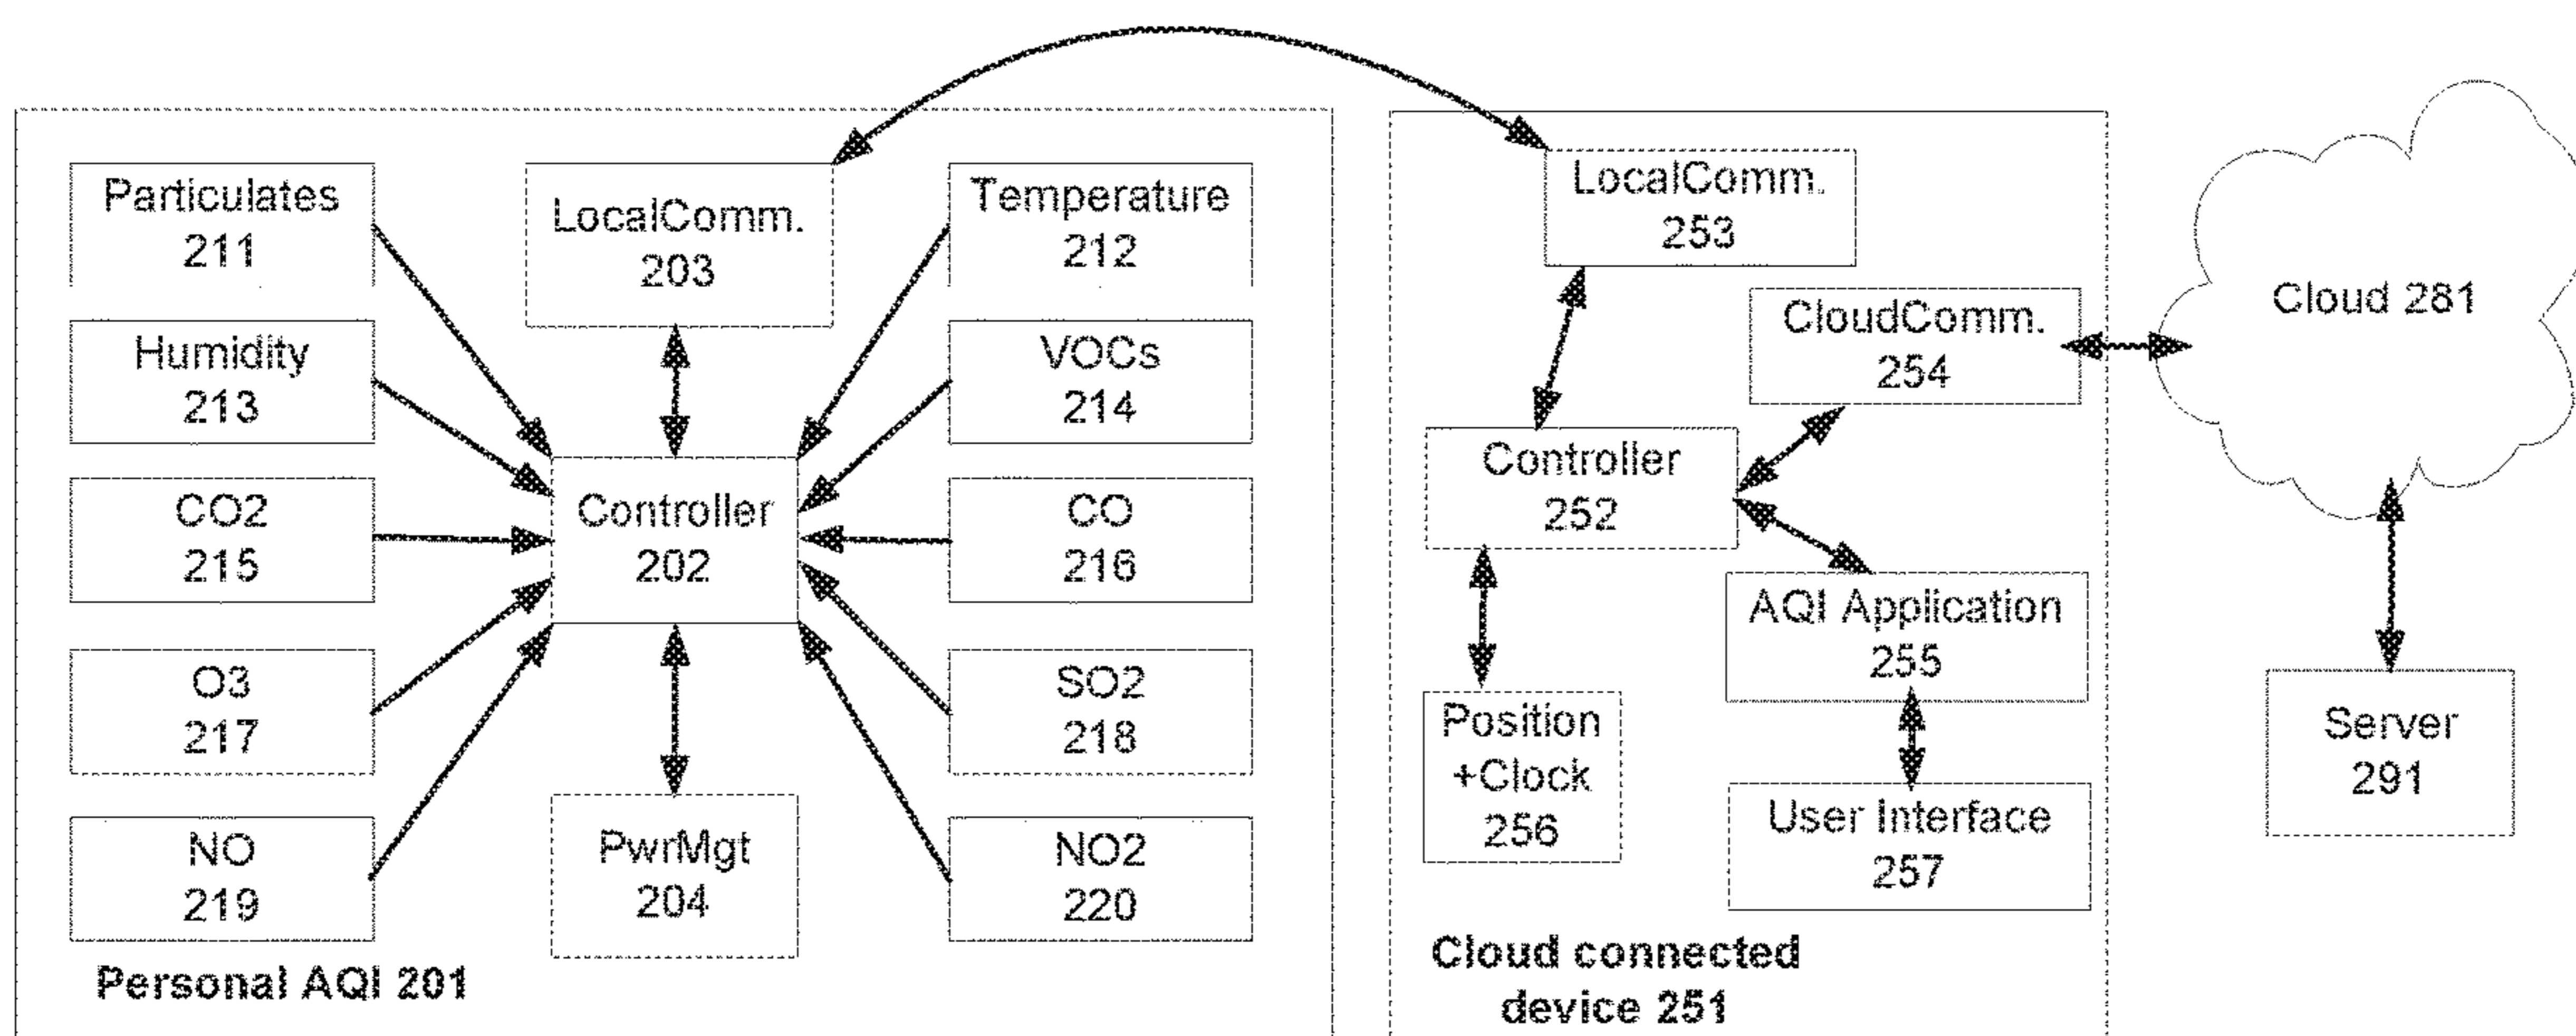 Particulates
211
LocalComm.
203
Temperature
212
Humidity
213
VOCs
214
CO2
215
Controller
202
CO
216
O3
217
SO2
218
NO
219
PwrMgt
204
NO2
220
Personal AQI 201
LocalComm.
253
CloudComm.
254
Controller
252
AQI Application
255
Position
+Clock
256
User Interface
257
Cloud connected
device 251
Cloud 281
Server
291